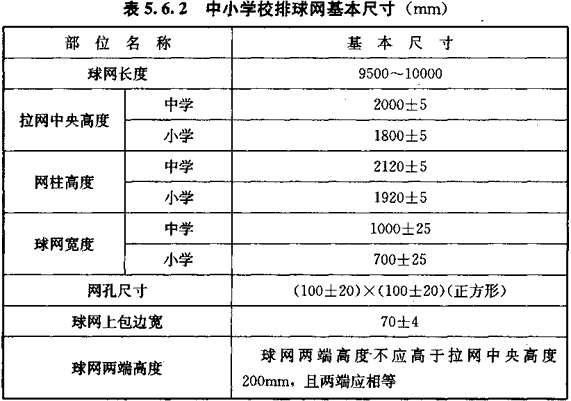 表5.6.2 中小学校排球网基本尺寸(mm)
部位名称 基本尺寸
球网长度 9500～10000
拉网中央高度 中学 2000±5
小学 1800±5
网柱高度 中学 2120±5
小学 1920±5
球网宽度 中学 1000±25
小学 700±25
网孔尺寸 (100±20)×(100±20)(正方形)
球网上包边宽 70±4
球网两端高度 球网两端高度不应高于拉网中央高度
200mm，且两端应相等